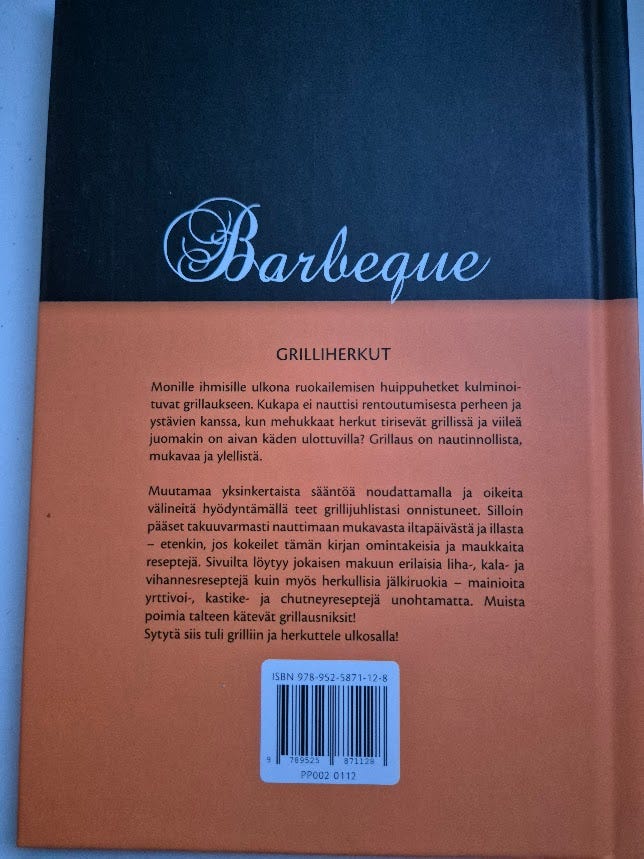 Barbeque
GRILLIHERKUT
Monille ihmisille ulkona ruokailemisen huippuhetket kulminoi-
tuvat grillaukseen. Kukapa ei nauttisi rentoutumisesta perheen ja
ystävien kanssa, kun mehukkaat herkut tirisevät grillissä ja viileä
juomakin on aivan käden ulottuvilla? Grillaus on nautinnollista,
mukavaa ja ylellistä.
Muutamaa yksinkertaista sääntöä noudattamalla ja oikeita
välineitä hyödyntämällä teet grillijuhlistasi onnistuneet. Silloin
pääset takuuvarmasti nauttimaan mukavasta iltapäivästä ja illasta
– etenkin, jos kokeilet tämän kirjan omintakeisia ja maukkaita
reseptejä. Sivuilta löytyy jokaisen makuun erilaisia liha-, kala- ja
vihannesreseptejä kuin myös herkullisia jälkiruokia – mainioita
yrttivoi-, kastike- ja chutneyreseptejä unohtamatta. Muista
poimia talteen kätevät grillausniksit!
Sytytä siis tuli grilliin ja herkuttele ulkosalla!
ISBN 978-952-5871-12-8
9 789525 871128
PP002 0112